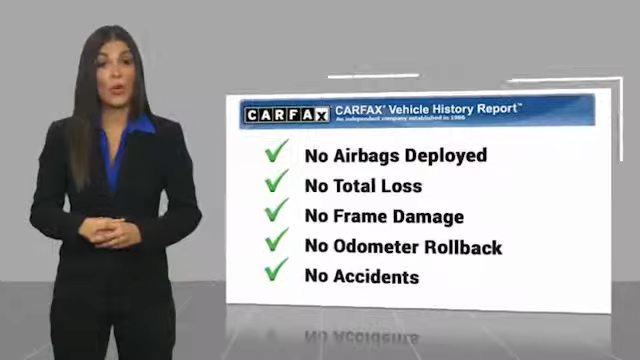 CARFAX CARFAX® Vehicle History Report™
An independent company established in 1986
No Airbags Deployed
No Total Loss
No Frame Damage
No Odometer Rollback
No Accidents